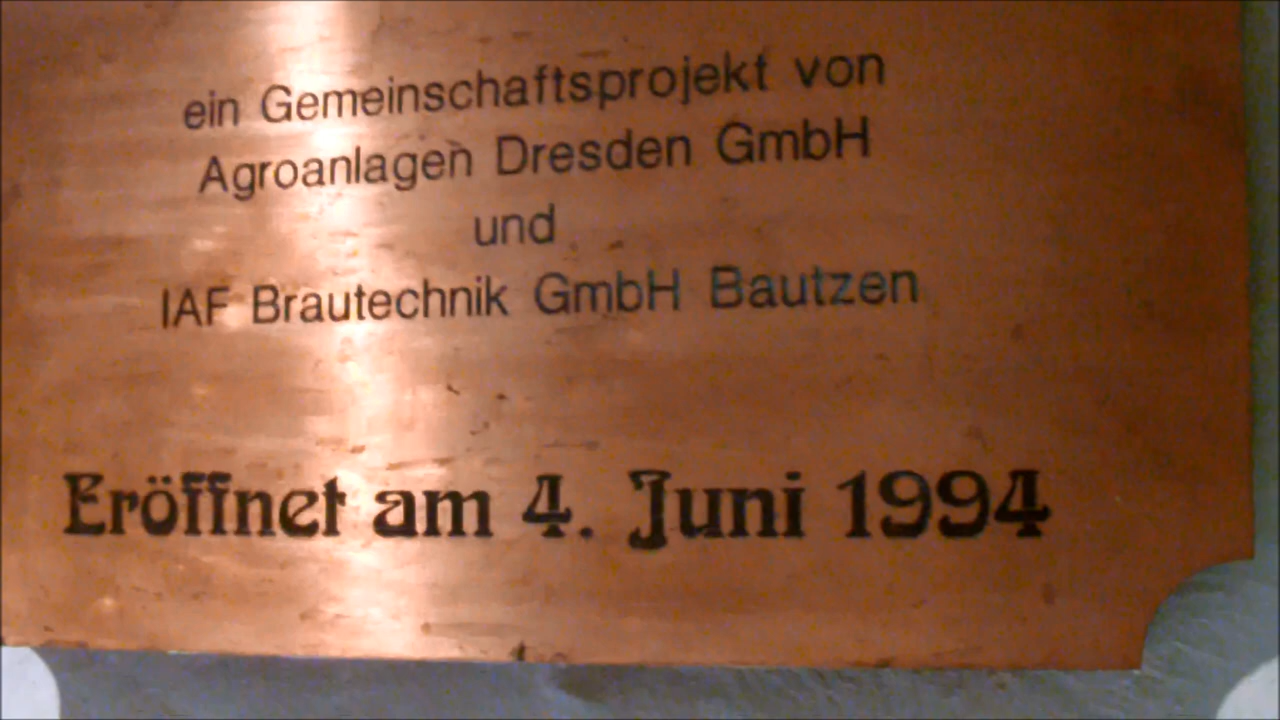 ein Gemeinschaftsprojekt von
Agroanlagen Dresden GmbH
und
IAF Brautechnik GmbH Bautzen
Eröffnet am 4. Juni 1994